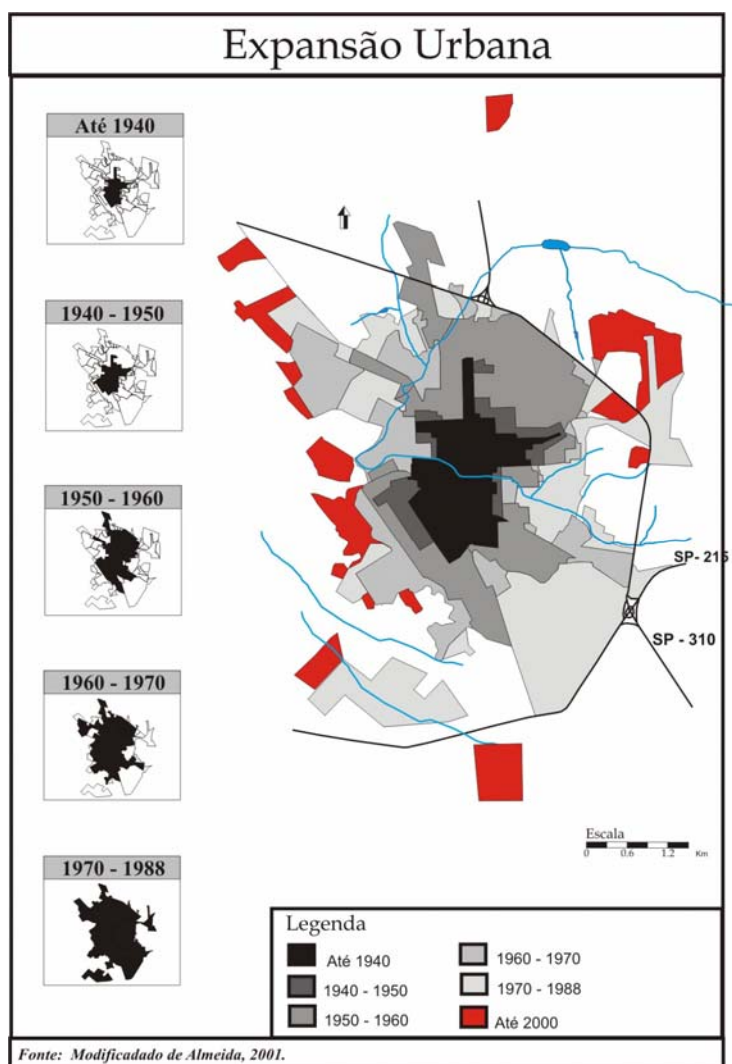 Expansão Urbana
Até 1940
1940 - 1950
1950 - 1960
1960 - 1970
1970 - 1988
SP- 215
SP - 310
Escala
0 0.6 1.2 Km
Legenda
Até 1940
1940 - 1950
1950 - 1960
1960 - 1970
1970 - 1988
Até 2000
Fonte: Modificadado de Almeida, 2001.